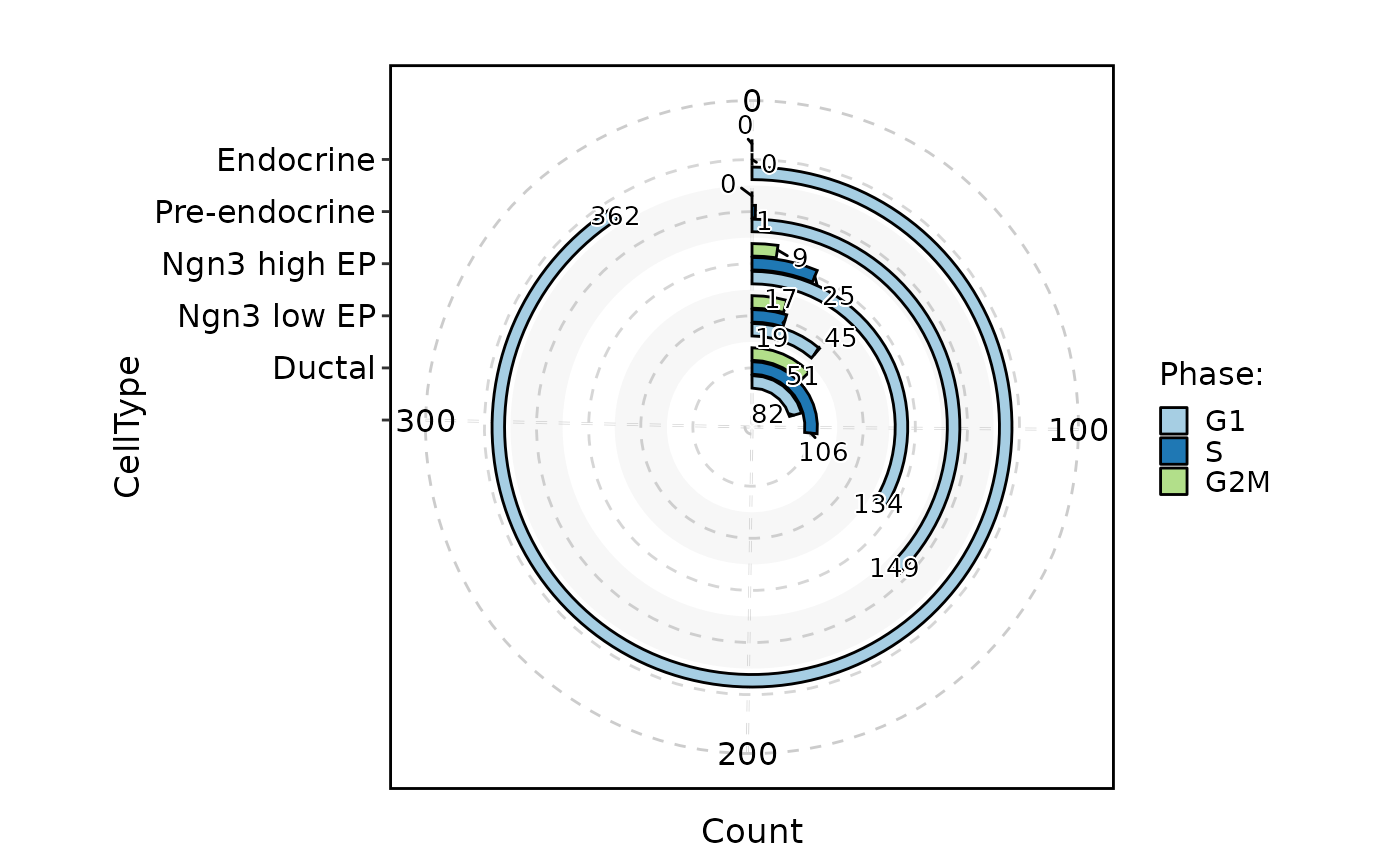 0
0
Endocrine
0
Pre-endocrine
0
362
1
Ngn3 high EP
9
25
17
Ngn3 low EP
19
45
Ductal
51
82
300
100
106
134
149
200
CellType
Count
Phase:
G1
S
G2M